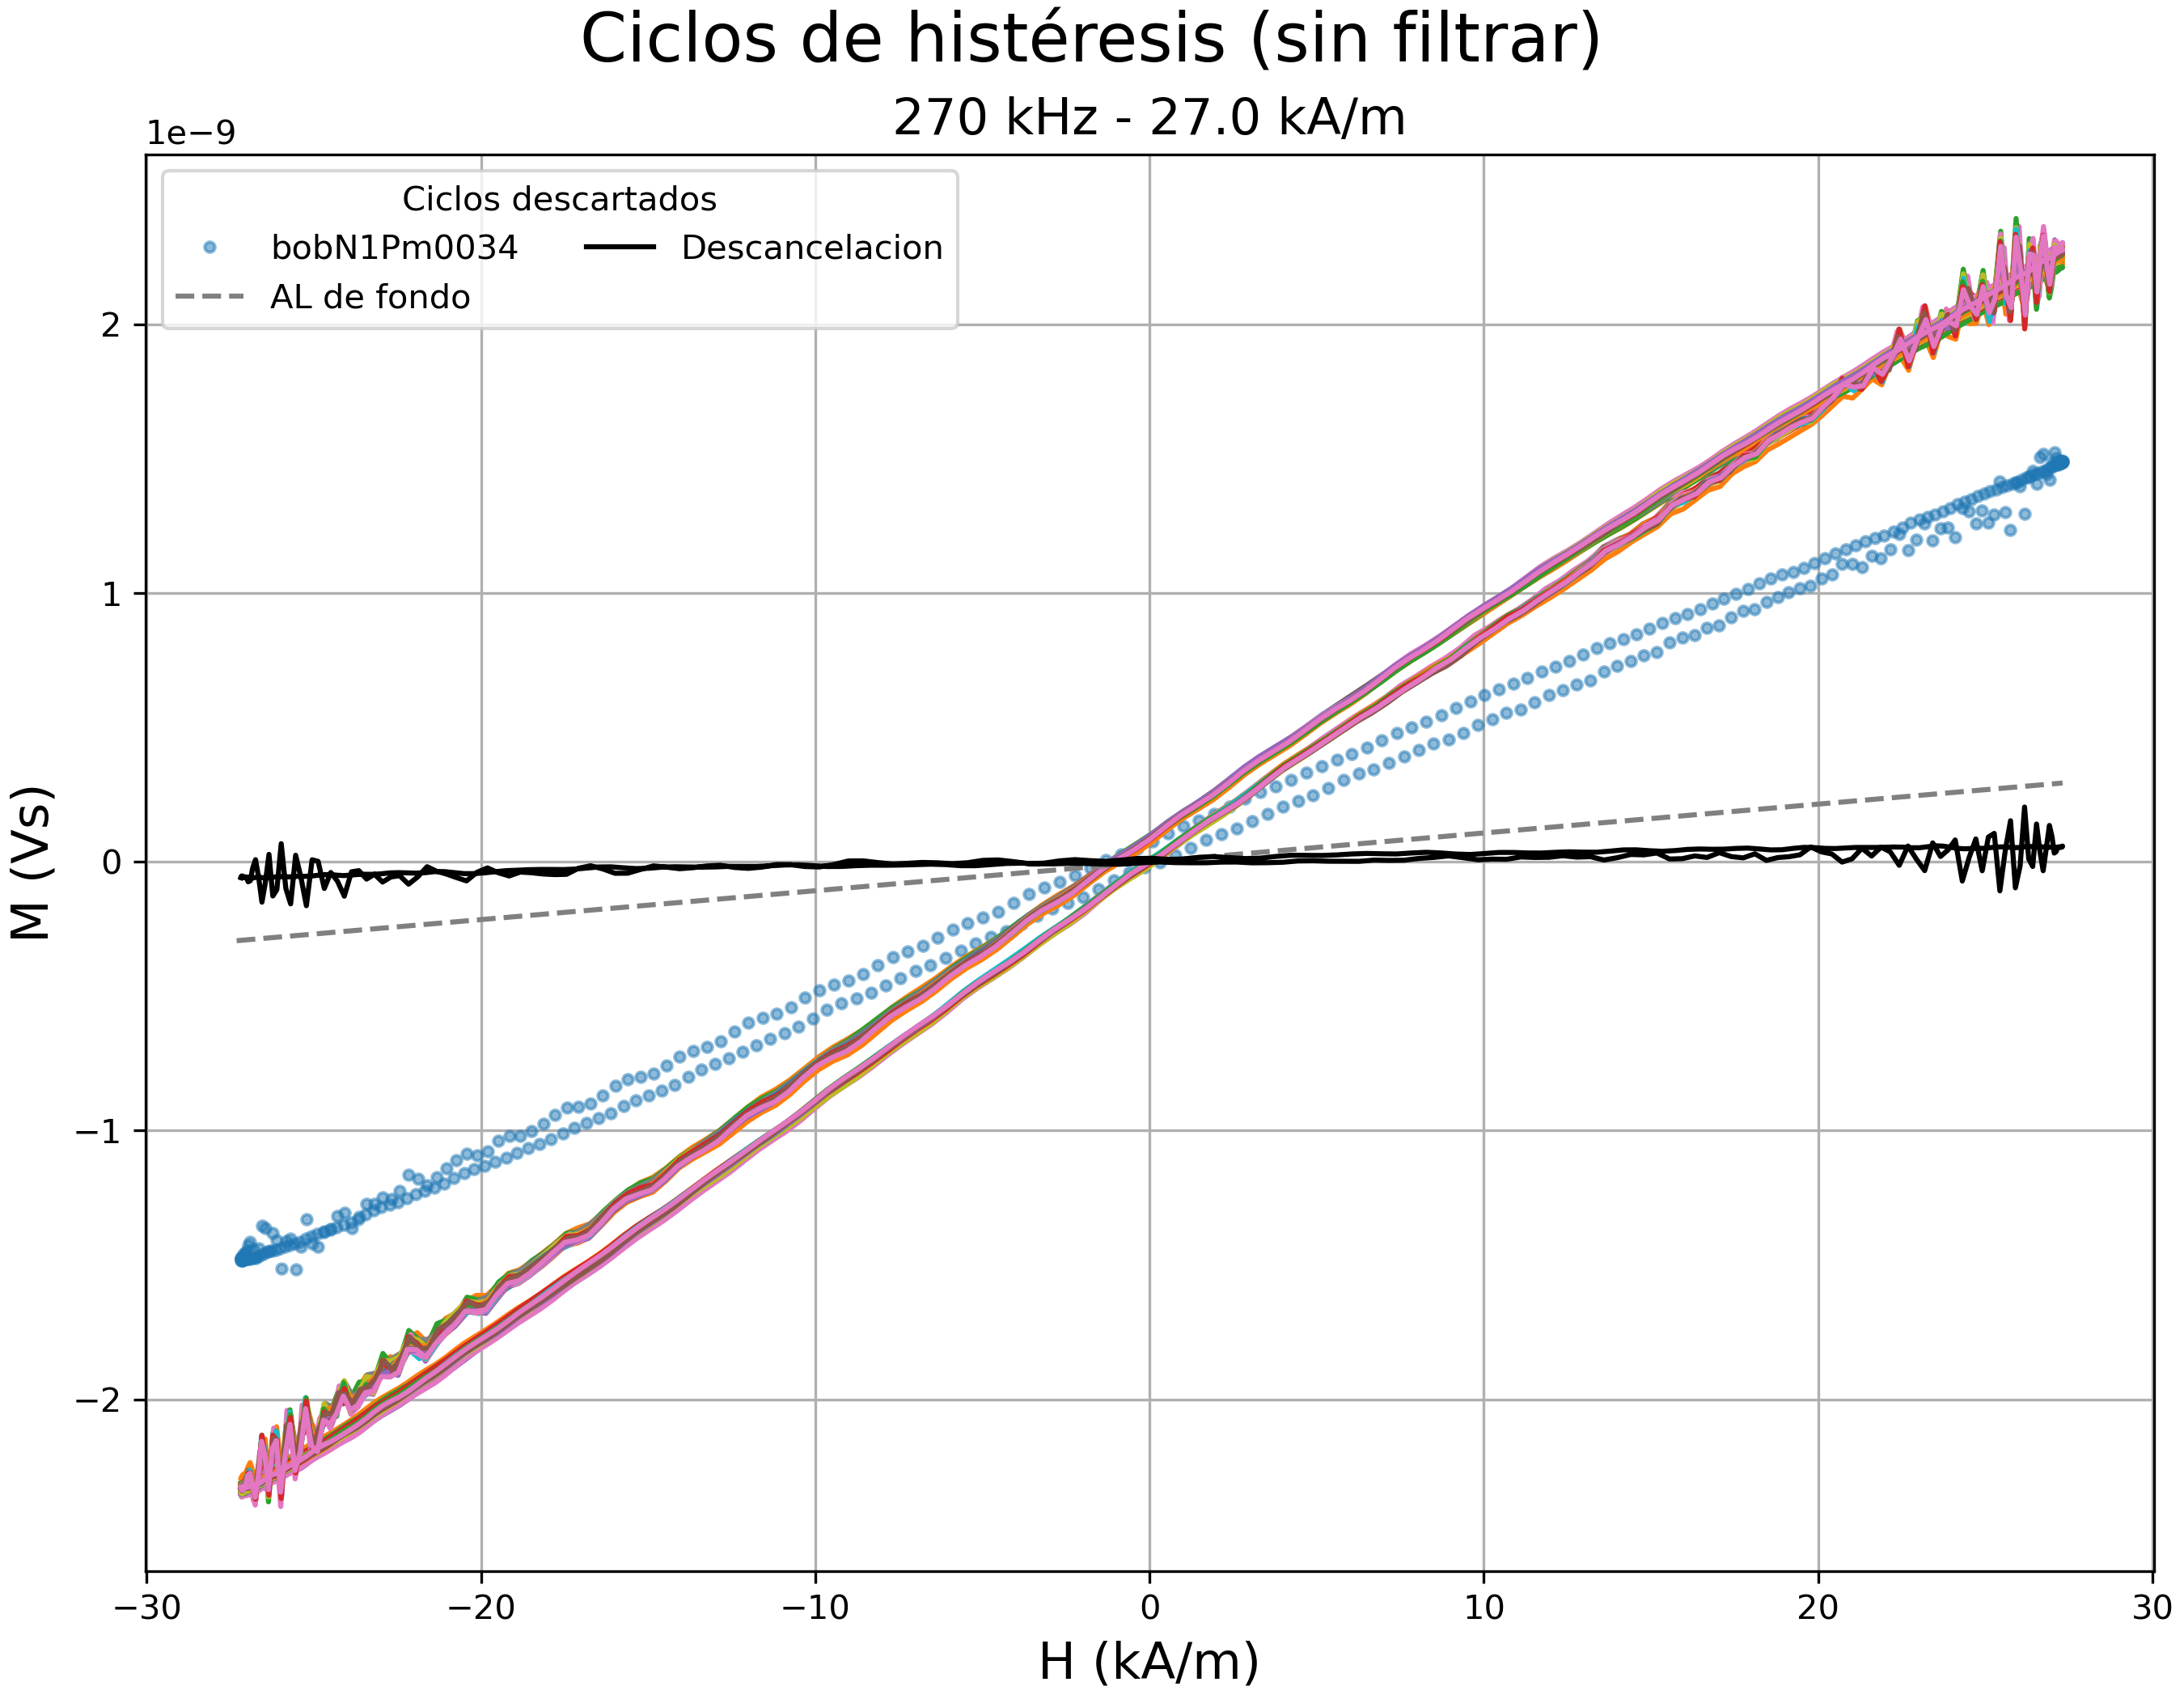 Ciclos de histéresis (sin filtrar)
270 kHz - 27.0 kA/m
1e−9
Ciclos descartados
bobN1Pm0034
Descancelacion
AL de fondo
2
1
0
−1
−2
M (Vs)
−30 −20 −10 0 10 20 30
H (kA/m)